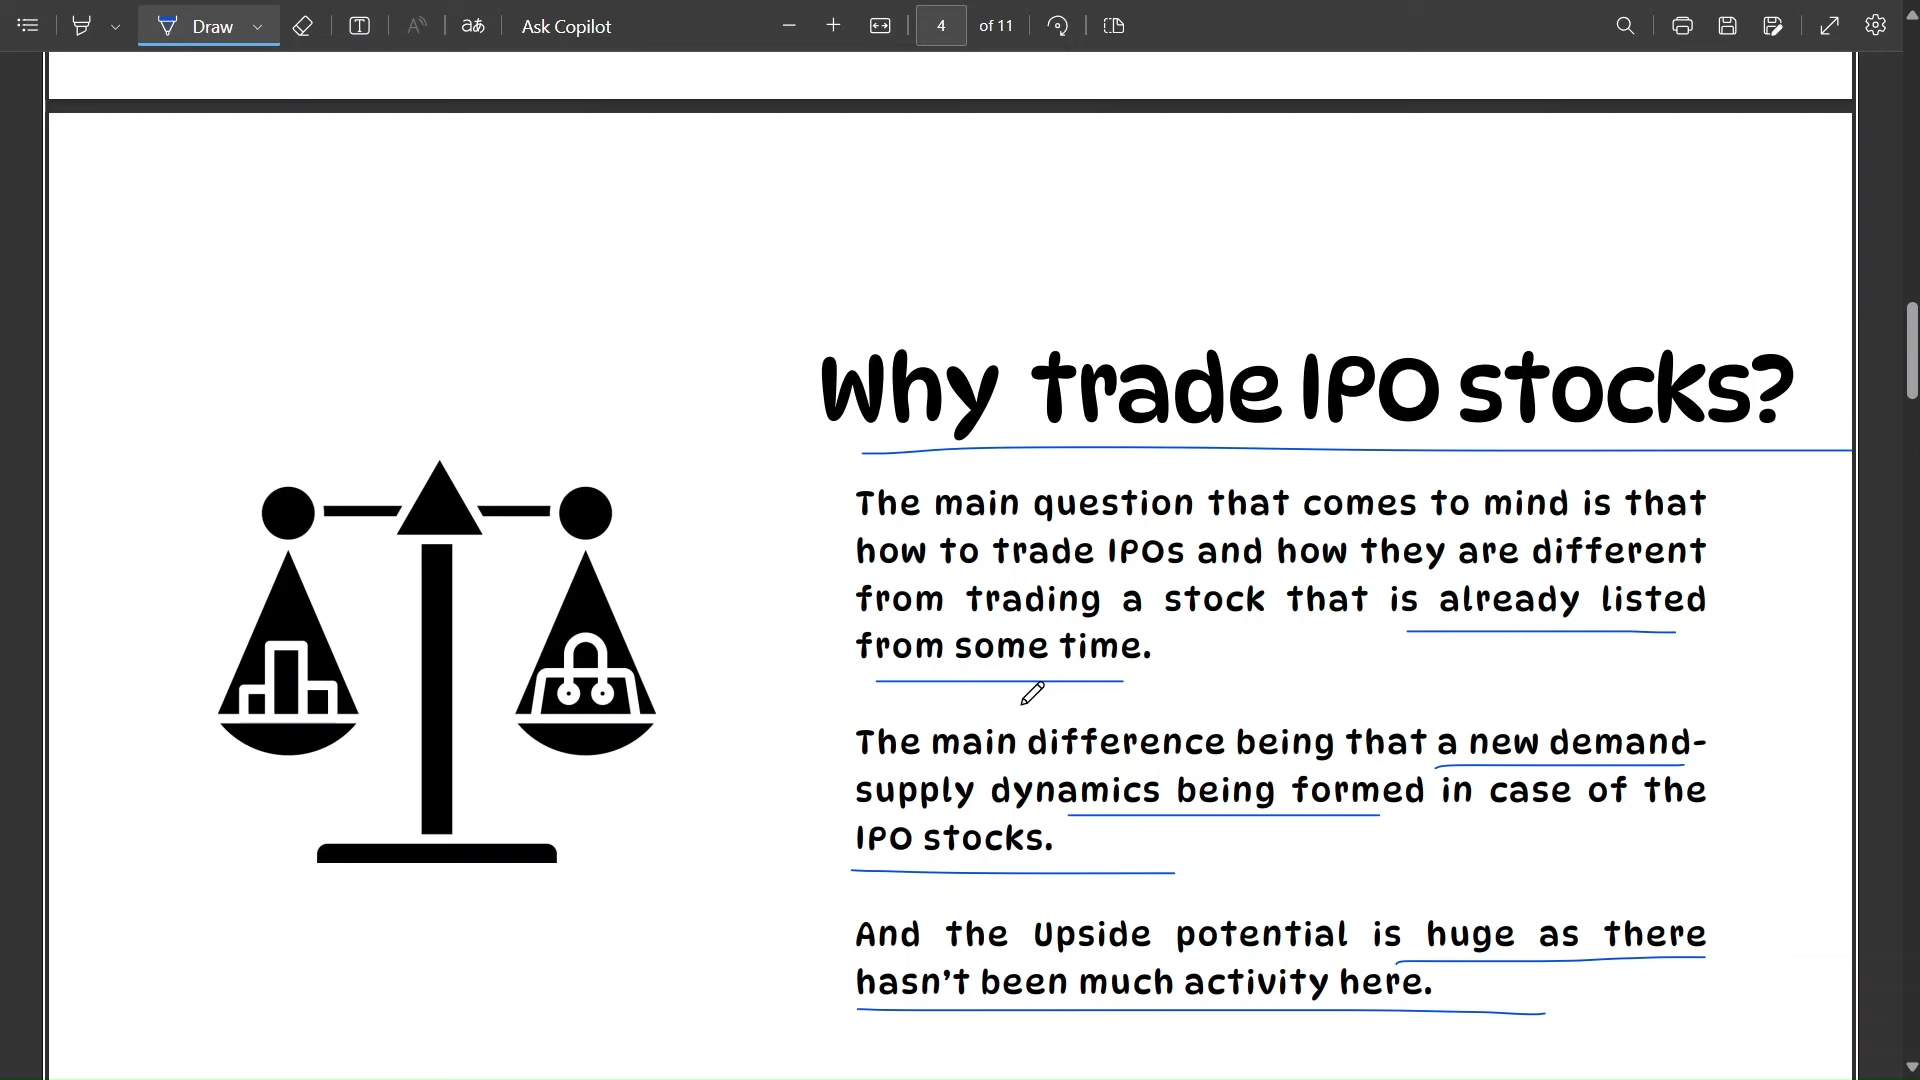 Draw
aあ
Ask Copilot
4 of 11
Why trade IPO stocks?
The main question that comes to mind is that
how to trade IPOs and how they are different
from trading a stock that is already listed
from some time.
The main difference being that a new demand-
supply dynamics being formed in case of the
IPO stocks.
And the Upside potential is huge as there
hasn't been much activity here.